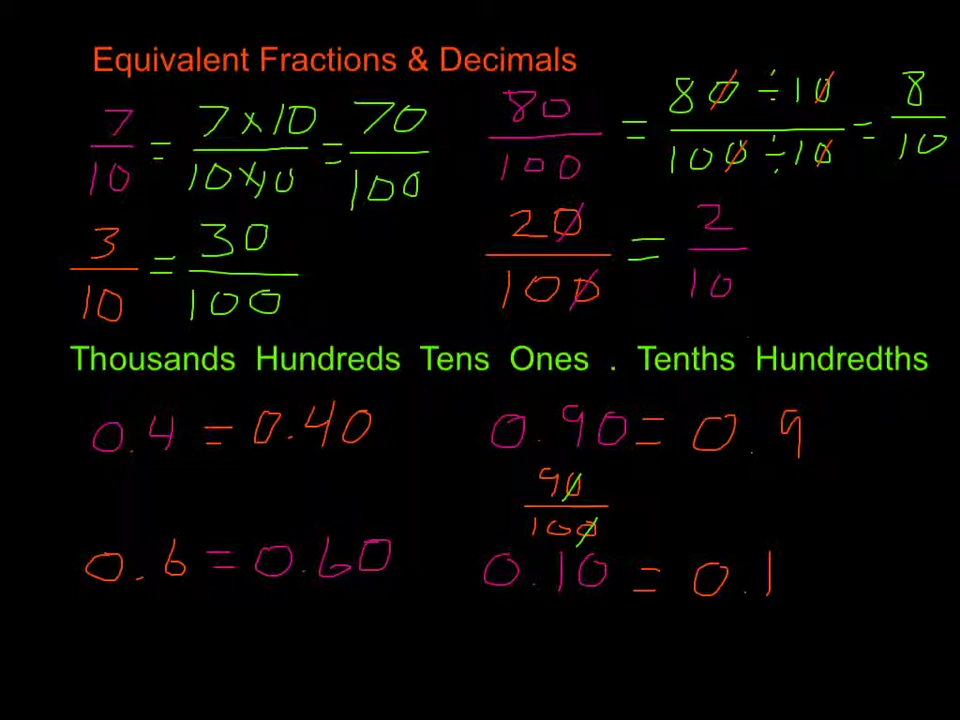 Equivalent Fractions & Decimals
7/10 = 7 x 10/10 x 10 = 70/100
80/100 = 80 ÷ 10/100 ÷ 10 = 8/10
3/10 = 30/100
20/100 = 2/10
Thousands Hundreds Tens Ones . Tenths Hundredths
0.4 = 0.40
0.90 = 0.9
90/100
0.6 = 0.60
0.10 = 0.1